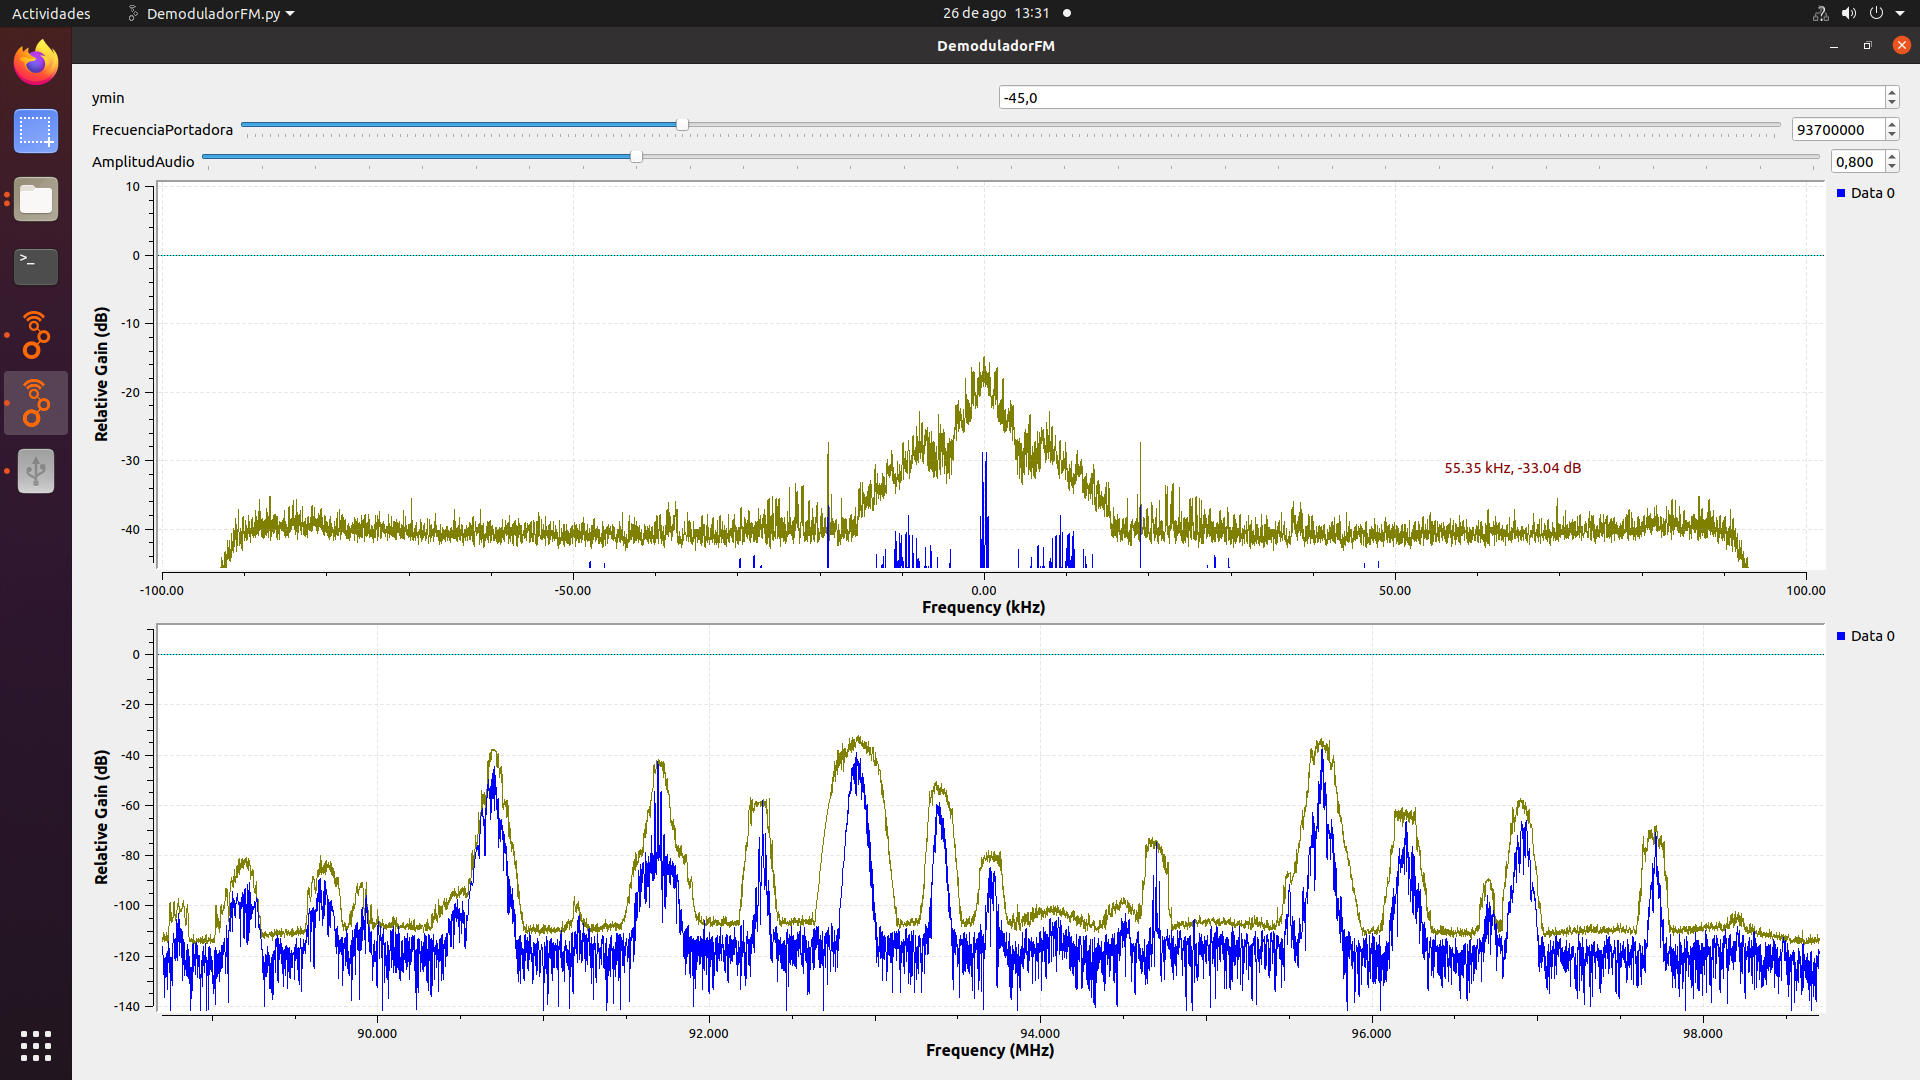 Actividades DemoduladorFM.py 26 de ago 13:31
DemoduladorFM
ymin -45,0
FrecuenciaPortadora 93700000
AmplitudAudio 0,800
10
0
-10
-20
-30
-40
Relative Gain (dB)
Data 0
55.35 kHz, -33.04 dB
-100.00 -50.00 0.00 50.00 100.00
Frequency (kHz)
0
-20
-40
-60
-80
-100
-120
-140
Relative Gain (dB)
Data 0
90.000 92.000 94.000 96.000 98.000
Frequency (MHz)